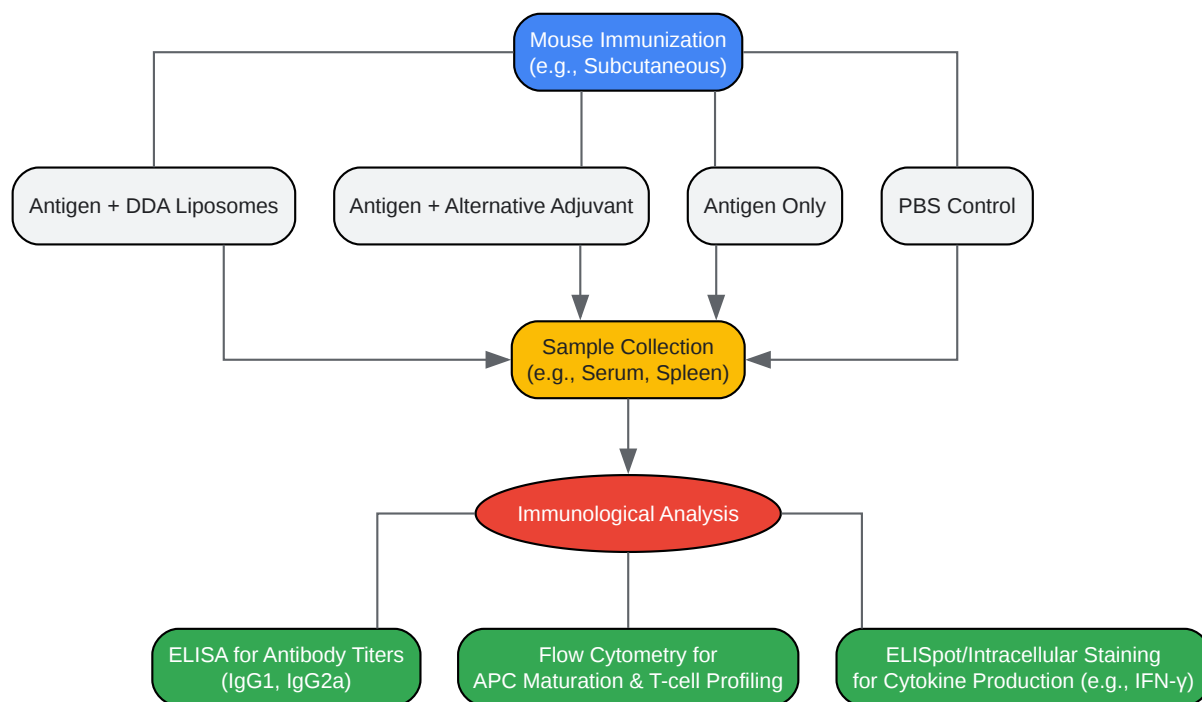 Mouse Immunization
(e.g., Subcutaneous)
Antigen + DDA Liposomes
Antigen + Alternative Adjuvant
Antigen Only
PBS Control
Sample Collection
(e.g., Serum, Spleen)
Immunological Analysis
ELISA for Antibody Titers
(IgG1, IgG2a)
Flow Cytometry for
APC Maturation & T-cell Profiling
ELISpot/Intracellular Staining
for Cytokine Production (e.g., IFN-γ)